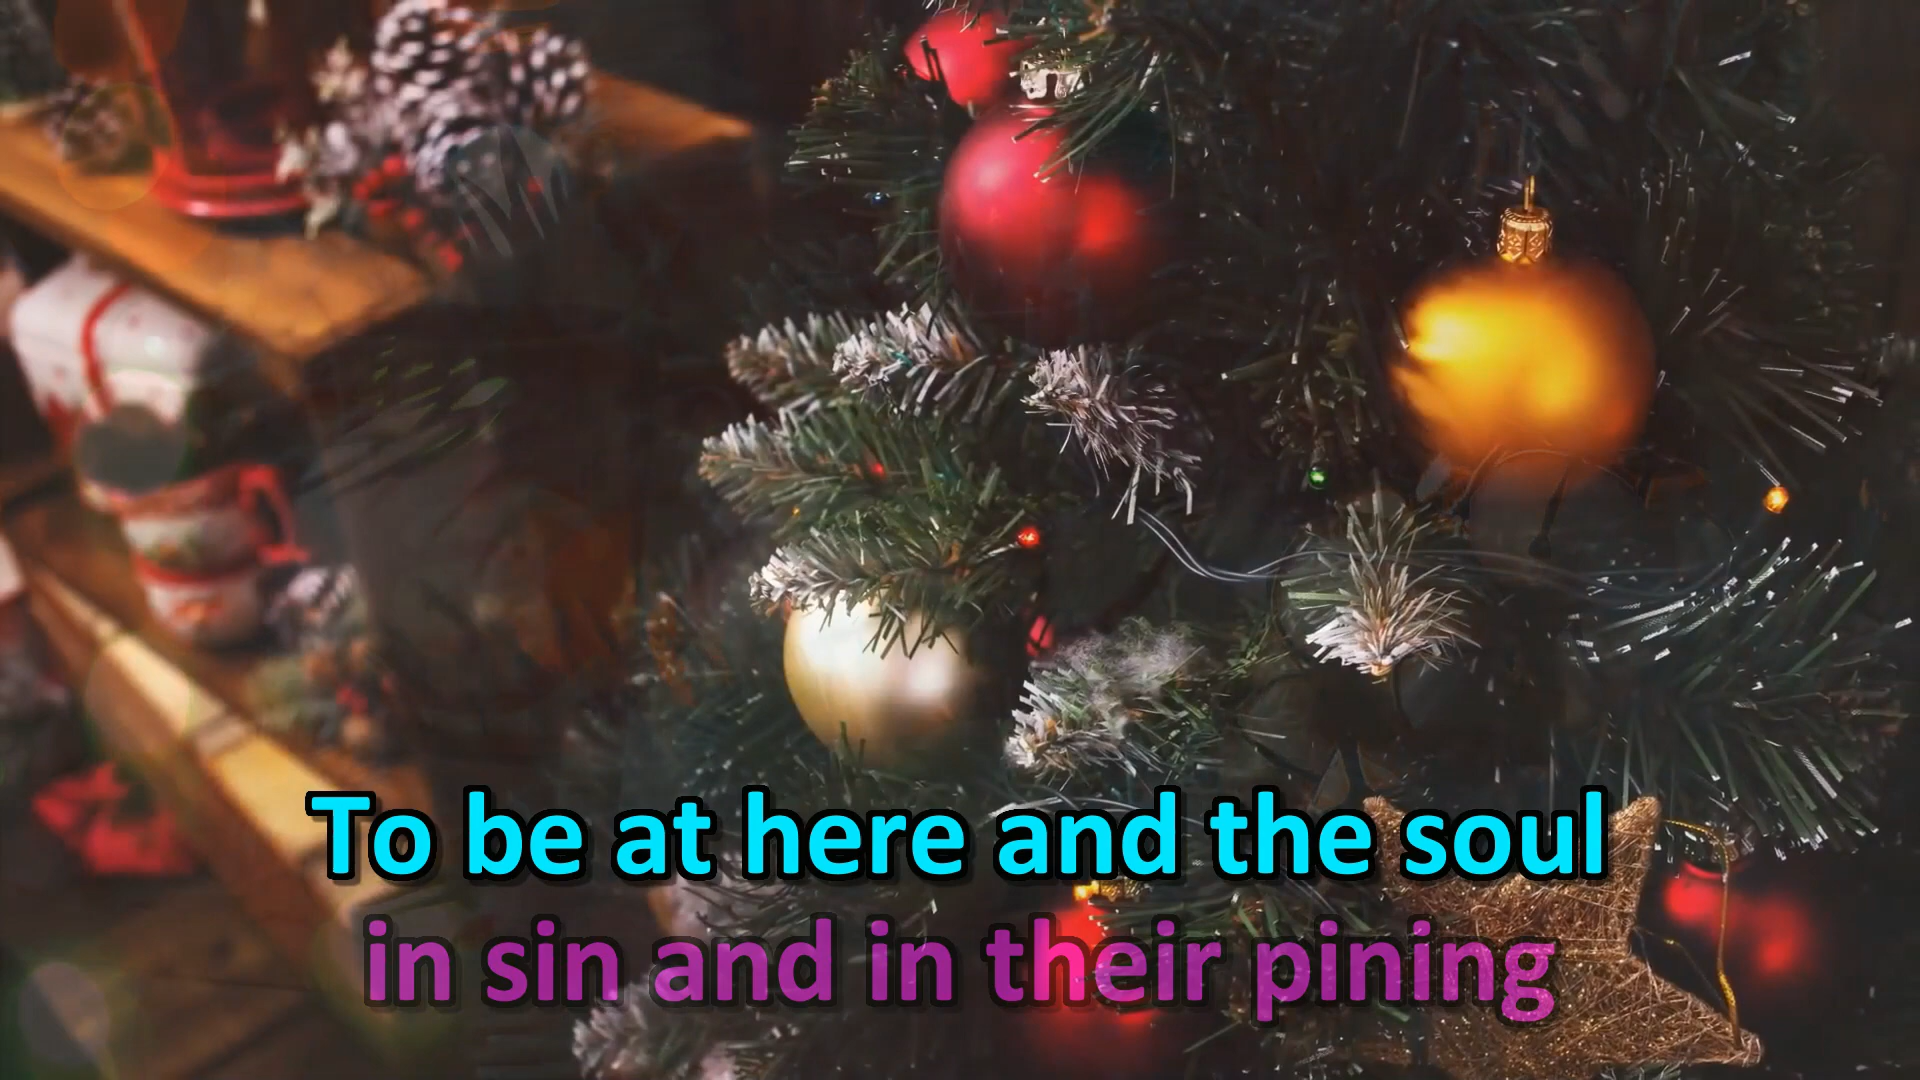 To be at here and the soul
in sin and in their pining